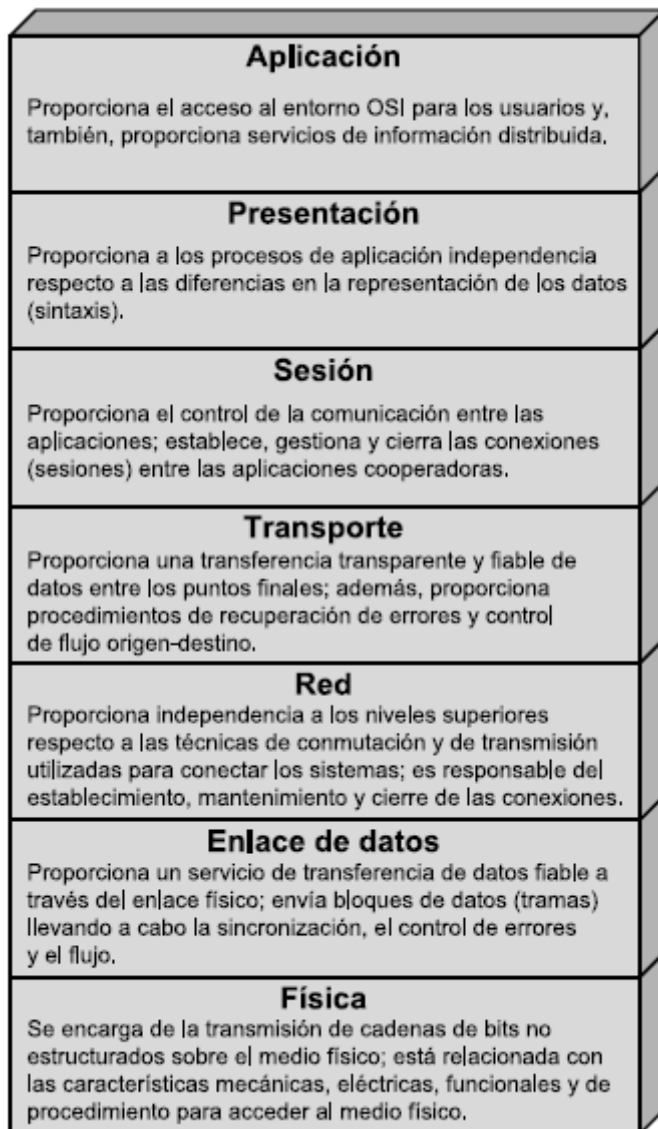 Aplicación
Proporciona el acceso al entorno OSI para los usuarios y,
también, proporciona servicios de información distribuida.
Presentación
Proporciona a los procesos de aplicación independencia
respecto a las diferencias en la representación de los datos
(sintaxis).
Sesión
Proporciona el control de la comunicación entre las
aplicaciones; establece, gestiona y cierra las conexiones
(sesiones) entre las aplicaciones cooperadoras.
Transporte
Proporciona una transferencia transparente y fiable de
datos entre los puntos finales; además, proporciona
procedimientos de recuperación de errores y control
de flujo origen-destino.
Red
Proporciona independencia a los niveles superiores
respecto a las técnicas de conmutación y de transmisión
utilizadas para conectar los sistemas; es responsable del
establecimiento, mantenimiento y cierre de las conexiones.
Enlace de datos
Proporciona un servicio de transferencia de datos fiable a
través del enlace físico; envía bloques de datos (tramas)
llevando a cabo la sincronización, el control de errores
y el flujo.
Física
Se encarga de la transmisión de cadenas de bits no
estructurados sobre el medio físico; está relacionada con
las características mecánicas, eléctricas, funcionales y de
procedimiento para acceder al medio físico.